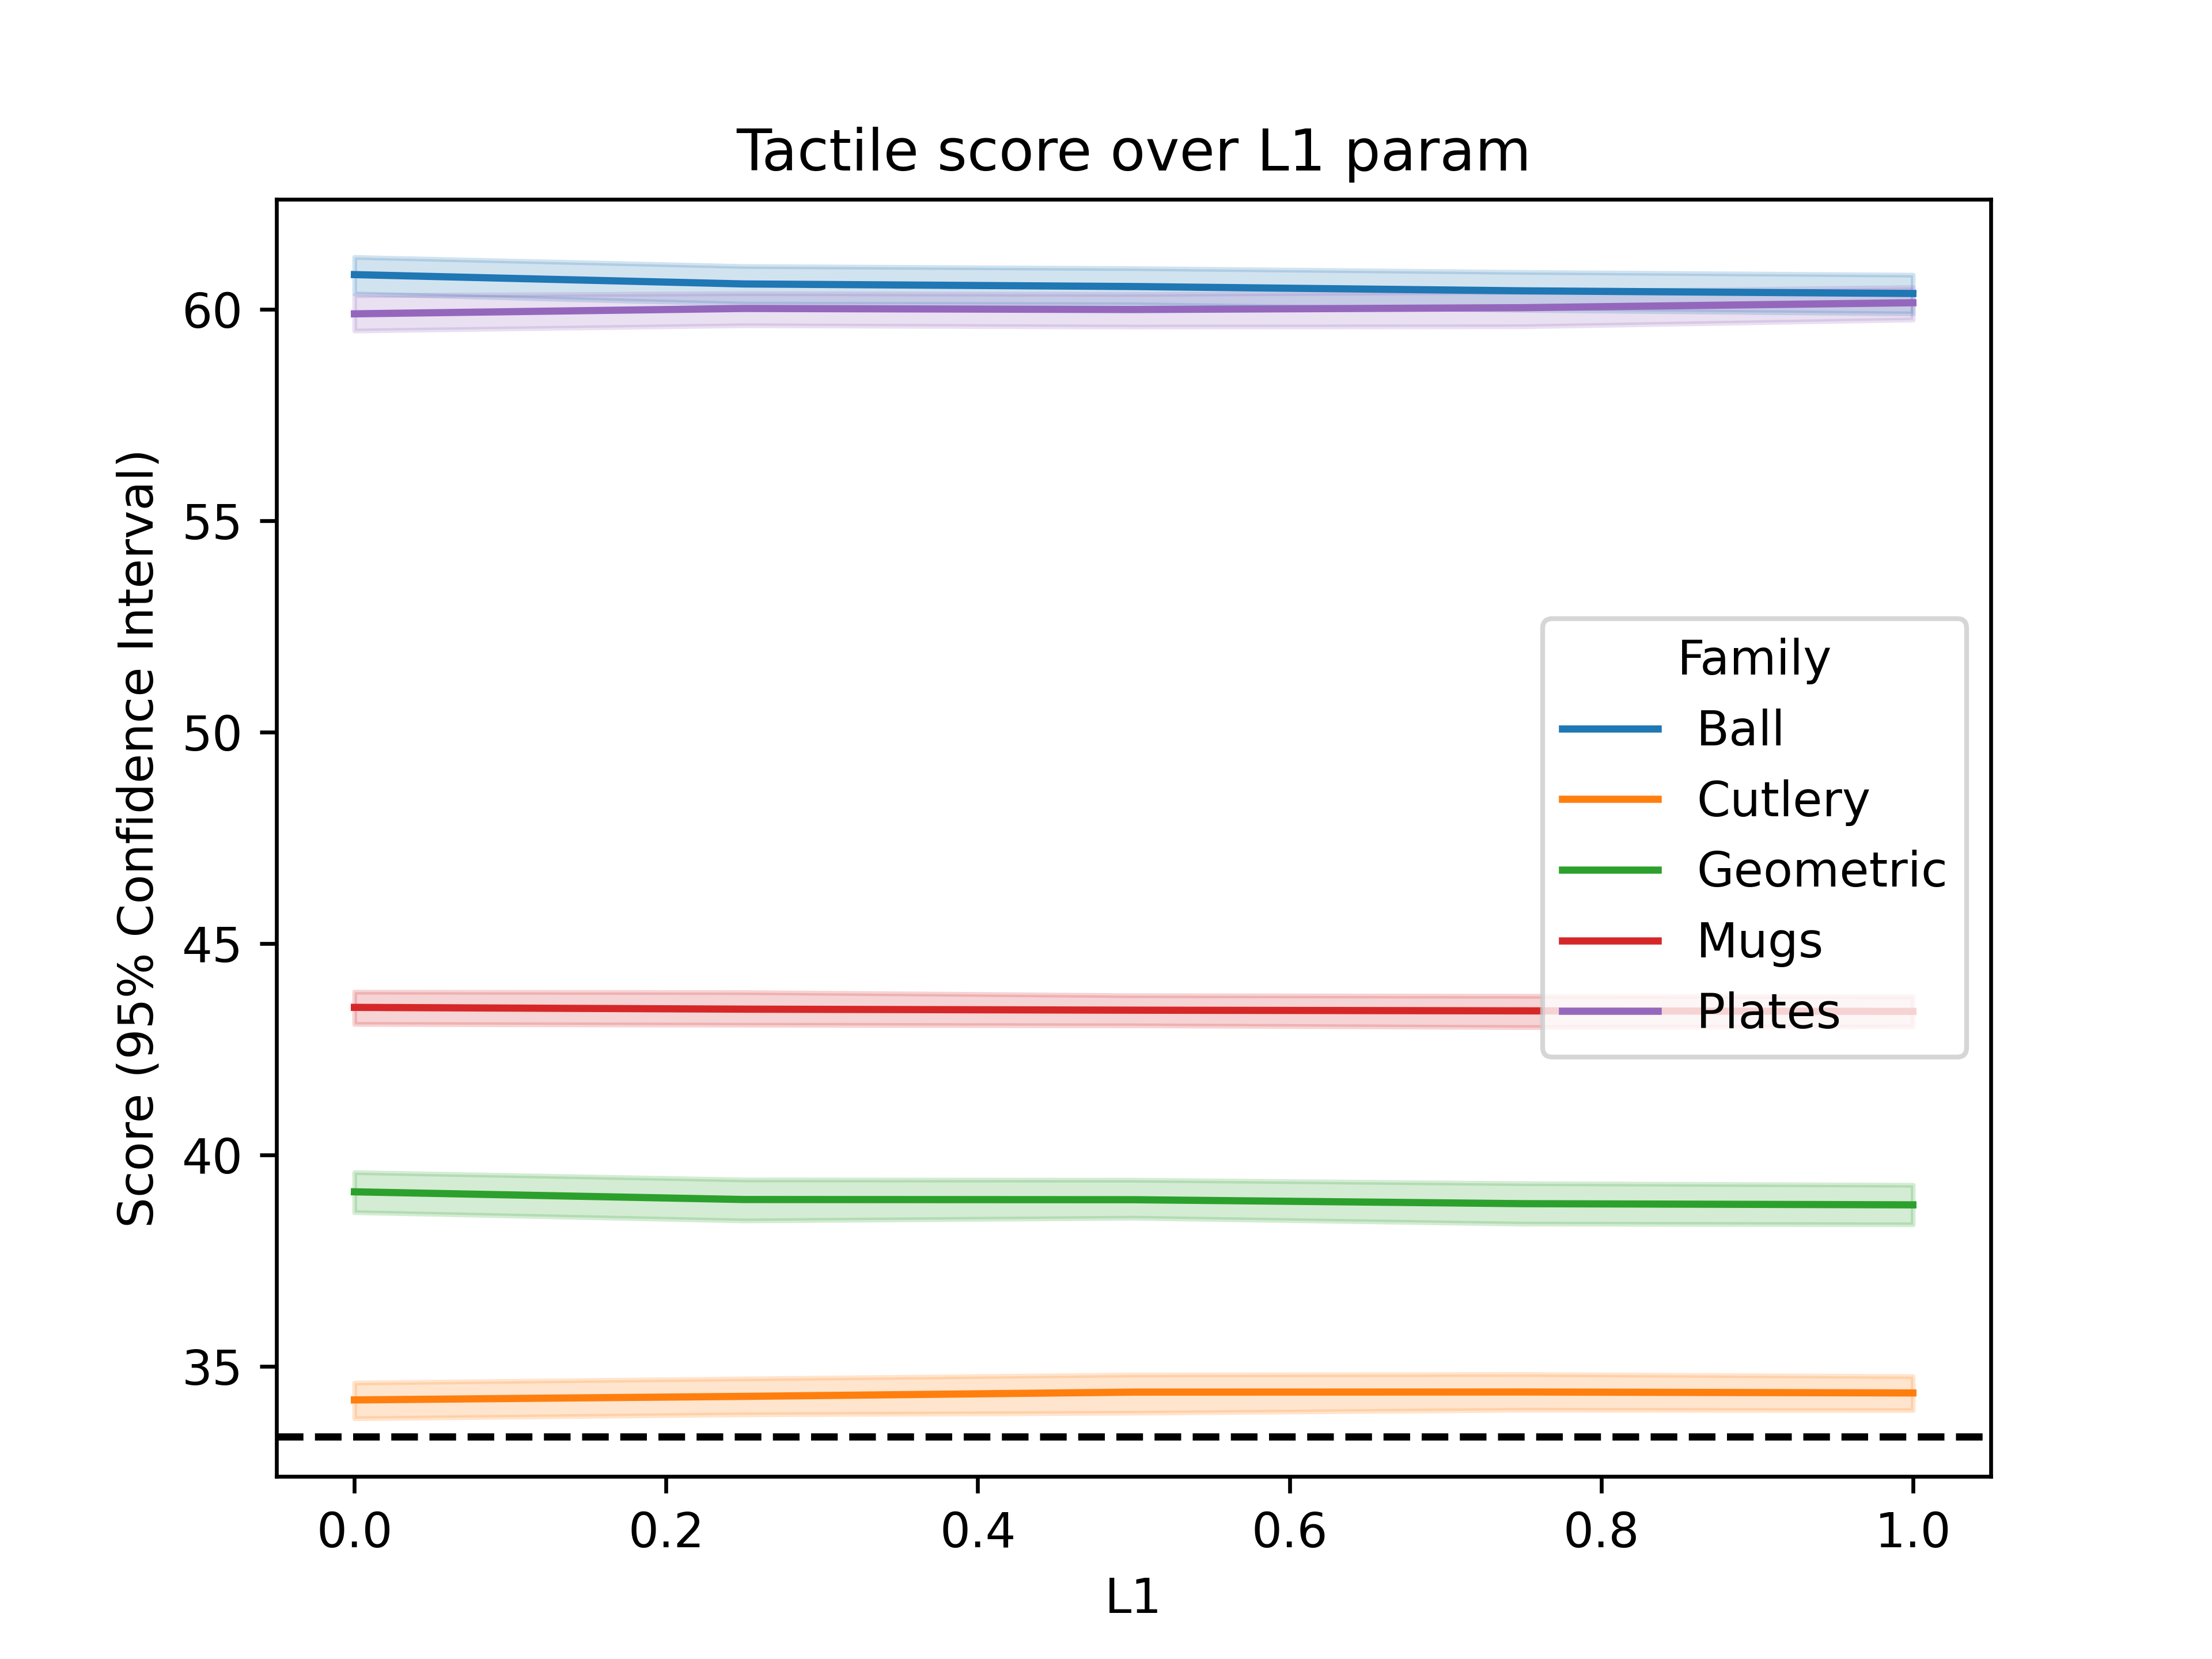 Tactile score over L1 param
Score (95% Confidence Interval)
60
55
50
45
40
35
Family
Ball
Cutlery
Geometric
Mugs
Plates
0.0 0.2 0.4 0.6 0.8 1.0
L1